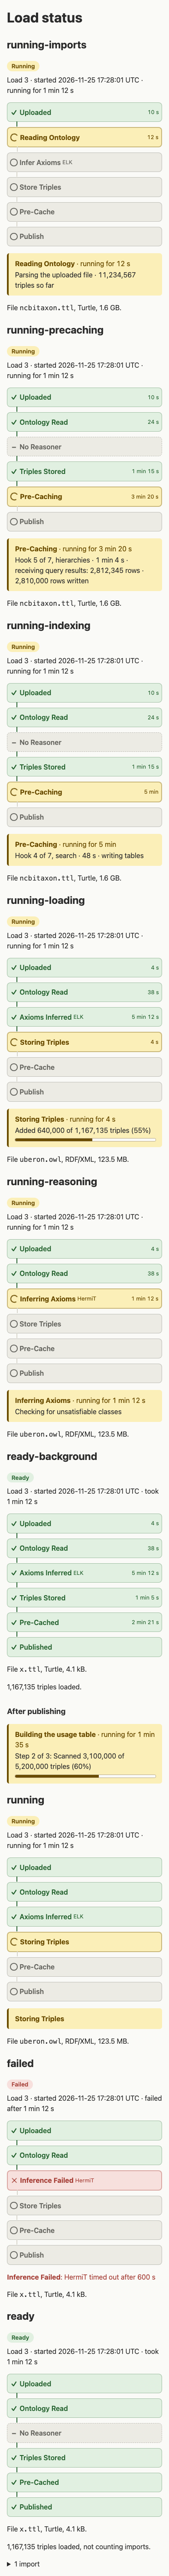 Load status
running-imports
Running
Load 3 · started 2026-11-25 17:28:01 UTC ·
running for 1 min 12 s
✓ Uploaded 10 s
Reading Ontology 12 s
Infer Axioms ELK
Store Triples
Pre-Cache
Publish
Reading Ontology · running for 12 s
Parsing the uploaded file · 11,234,567
triples so far
File ncbitaxon.ttl, Turtle, 1.6 GB.
running-precaching
Running
Load 3 · started 2026-11-25 17:28:01 UTC ·
running for 1 min 12 s
✓ Uploaded 10 s
✓ Ontology Read 24 s
– No Reasoner
✓ Triples Stored 1 min 15 s
Pre-Caching 3 min 20 s
Publish
Pre-Caching · running for 3 min 20 s
Hook 5 of 7, hierarchies · 1 min 4 s ·
receiving query results: 2,812,345 rows ·
2,810,000 rows written
File ncbitaxon.ttl, Turtle, 1.6 GB.
running-indexing
Running
Load 3 · started 2026-11-25 17:28:01 UTC ·
running for 1 min 12 s
✓ Uploaded 10 s
✓ Ontology Read 24 s
– No Reasoner
✓ Triples Stored 1 min 15 s
Pre-Caching 5 min
Publish
Pre-Caching · running for 5 min
Hook 4 of 7, search · 48 s · writing tables
File ncbitaxon.ttl, Turtle, 1.6 GB.
running-loading
Running
Load 3 · started 2026-11-25 17:28:01 UTC ·
running for 1 min 12 s
✓ Uploaded 4 s
✓ Ontology Read 38 s
✓ Axioms Inferred ELK 5 min 12 s
Storing Triples 4 s
Pre-Cache
Publish
Storing Triples · running for 4 s
Added 640,000 of 1,167,135 triples (55%)
File uberon.owl, RDF/XML, 123.5 MB.
running-reasoning
Running
Load 3 · started 2026-11-25 17:28:01 UTC ·
running for 1 min 12 s
✓ Uploaded 4 s
✓ Ontology Read 38 s
Inferring Axioms HermiT 1 min 12 s
Store Triples
Pre-Cache
Publish
Inferring Axioms · running for 1 min 12 s
Checking for unsatisfiable classes
File uberon.owl, RDF/XML, 123.5 MB.
ready-background
Ready
Load 3 · started 2026-11-25 17:28:01 UTC · took
1 min 12 s
✓ Uploaded 4 s
✓ Ontology Read 38 s
✓ Axioms Inferred ELK 5 min 12 s
✓ Triples Stored 1 min 5 s
✓ Pre-Cached 2 min 21 s
✓ Published
File x.ttl, Turtle, 4.1 kB.
1,167,135 triples loaded.
After publishing
Building the usage table · running for 1 min
35 s
Step 2 of 3: Scanned 3,100,000 of
5,200,000 triples (60%)
running
Running
Load 3 · started 2026-11-25 17:28:01 UTC ·
running for 1 min 12 s
✓ Uploaded
✓ Ontology Read
✓ Axioms Inferred ELK
Storing Triples
Pre-Cache
Publish
Storing Triples
File uberon.owl, RDF/XML, 123.5 MB.
failed
Failed
Load 3 · started 2026-11-25 17:28:01 UTC · failed
after 1 min 12 s
✓ Uploaded
✓ Ontology Read
✕ Inference Failed HermiT
Store Triples
Pre-Cache
Publish
Inference Failed: HermiT timed out after 600 s
File x.ttl, Turtle, 4.1 kB.
ready
Ready
Load 3 · started 2026-11-25 17:28:01 UTC · took
1 min 12 s
✓ Uploaded
✓ Ontology Read
– No Reasoner
✓ Triples Stored
✓ Pre-Cached
✓ Published
File x.ttl, Turtle, 4.1 kB.
1,167,135 triples loaded, not counting imports.
▶ 1 import